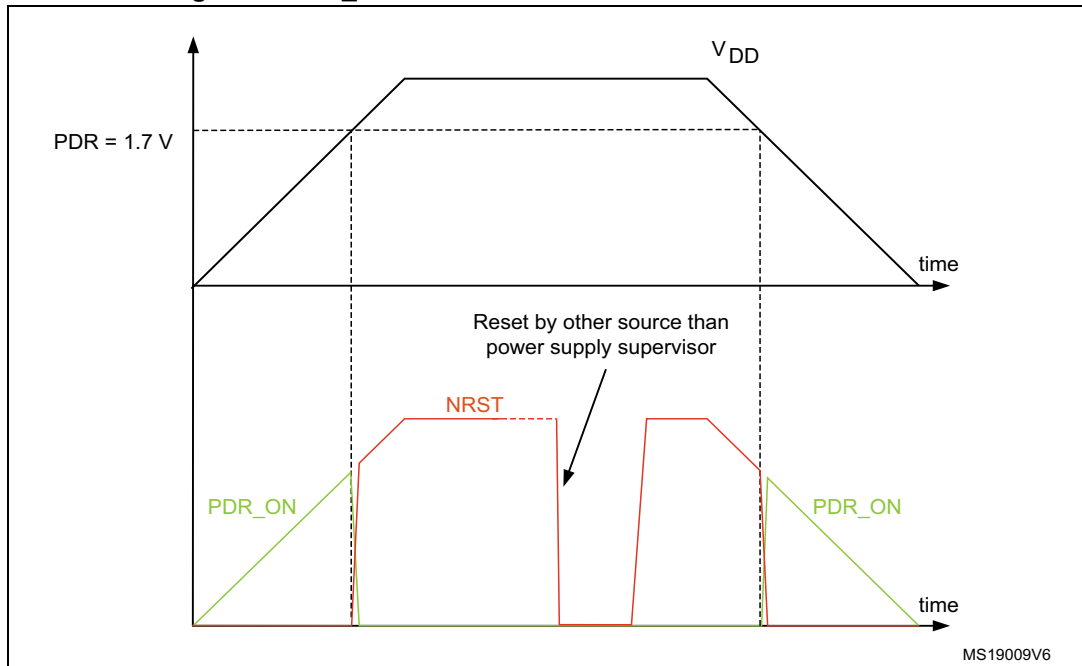 V DD
PDR = 1.7 V
time
Reset by other source than
power supply supervisor
NRST
PDR_ON
PDR_ON
time
MS19009V6